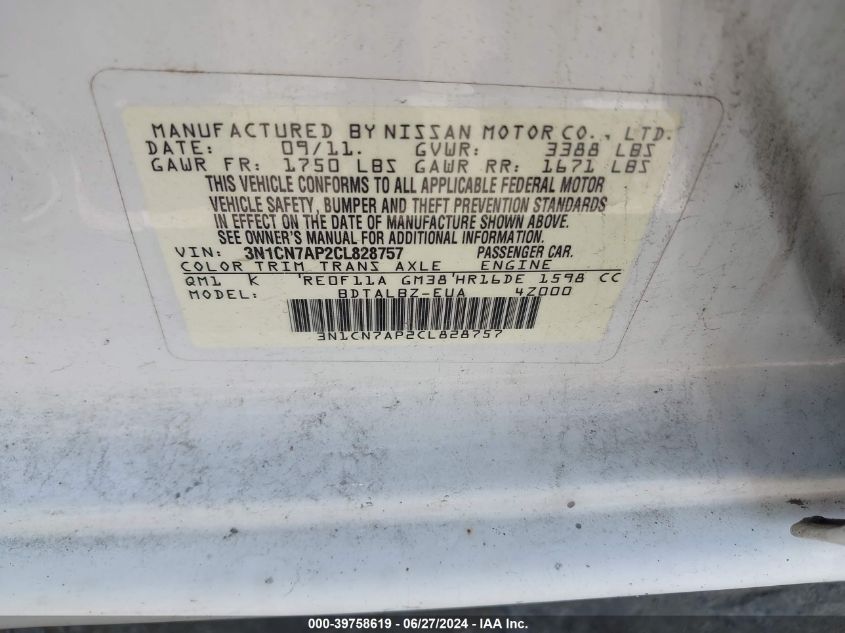 MANUFACTURED BY NISSAN MOTOR CO., LTD.
DATE: 09/11. GVWR: 3388 LBS
GAWR FR: 1750 LBS GAWR RR: 1671 LBS
THIS VEHICLE CONFORMS TO ALL APPLICABLE FEDERAL MOTOR
VEHICLE SAFETY, BUMPER AND THEFT PREVENTION STANDARDS
IN EFFECT ON THE DATE OF MANUFACTURE SHOWN ABOVE.
SEE OWNER'S MANUAL FOR ADDITIONAL INFORMATION.
VIN: 3N1CN7AP2CL828757 PASSENGER CAR.
COLOR TRIM TRANS AXLE ENGINE
QM1 K 'RE0F11A GM38'HR16DE 1598 CC
MODEL: BDTALBZ-EUA 4Z000
3N1CN7AP2CL828757
000-39758619 / 06/27/2024 / IAAI.COM